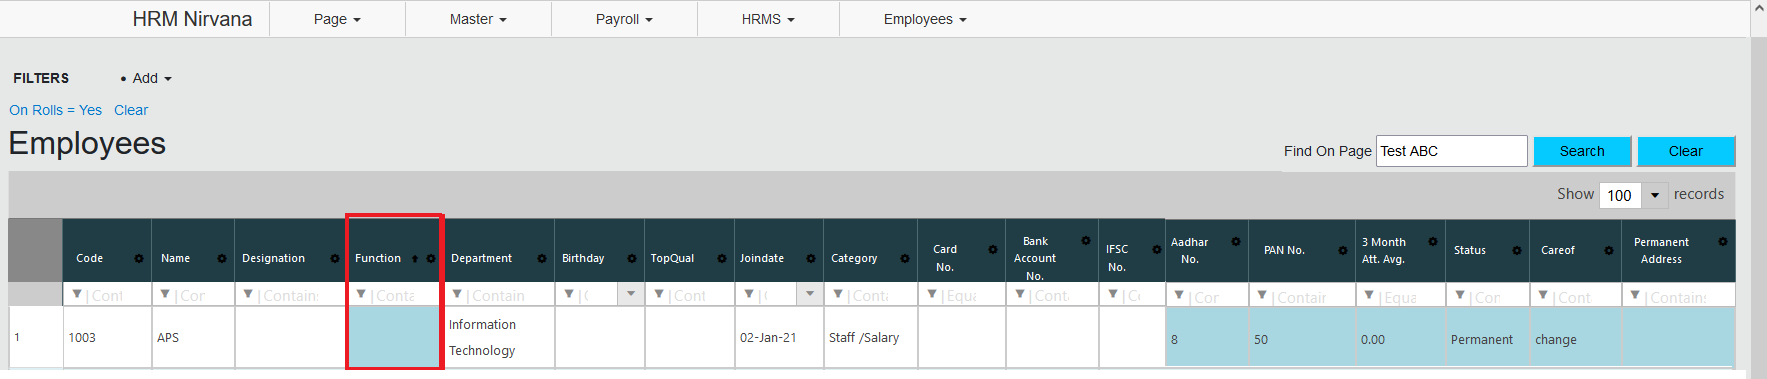 HRM Nirvana Page Master Payroll HRMS Employees
FILTERS • Add
On Rolls = Yes Clear
Employees
Find On Page Test ABC Search Clear
Show 100 records
Code Name Designation Function Department Birthday TopQual Joindate Category Card No. Bank Account No. IFSC No. Aadhar No. PAN No. 3 Month Att. Avg. Status Careof Permanent Address
|Cont |Cor |Contains |Conta |Contain |( |Cont |( |Conta |Equa |Conta |Co |Cor |Contain |Equa |Con |Cont |Contains
1 1003 APS Information Technology 02-Jan-21 Staff /Salary 8 50 0.00 Permanent change